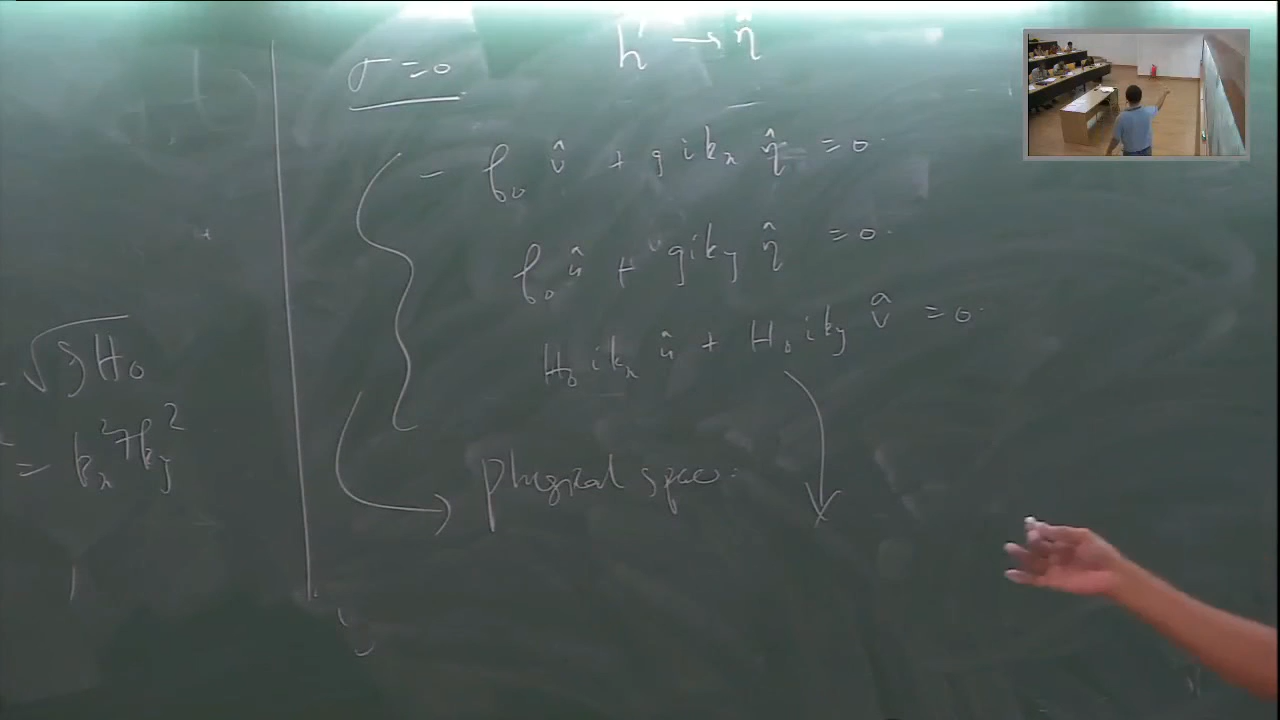 h' → η̂
σ = 0
- f₀ v̂ + g i kₓ η̂ = 0.
f₀ û + g i k_y η̂ = 0.
H₀ i kₓ û + H₀ i k_y v̂ = 0.
√gH₀
= kₓ² + k_y²
physical space: